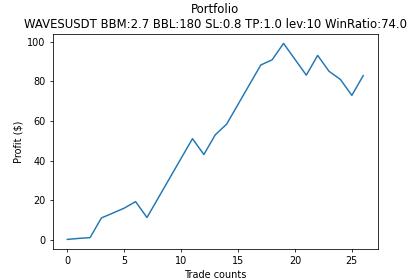 Portfolio
WAVESUSDT BBM:2.7 BBL:180 SL:0.8 TP:1.0 lev:10 WinRatio:74.0
100
80
60
40
20
0
Profit ($)
0 5 10 15 20 25
Trade counts